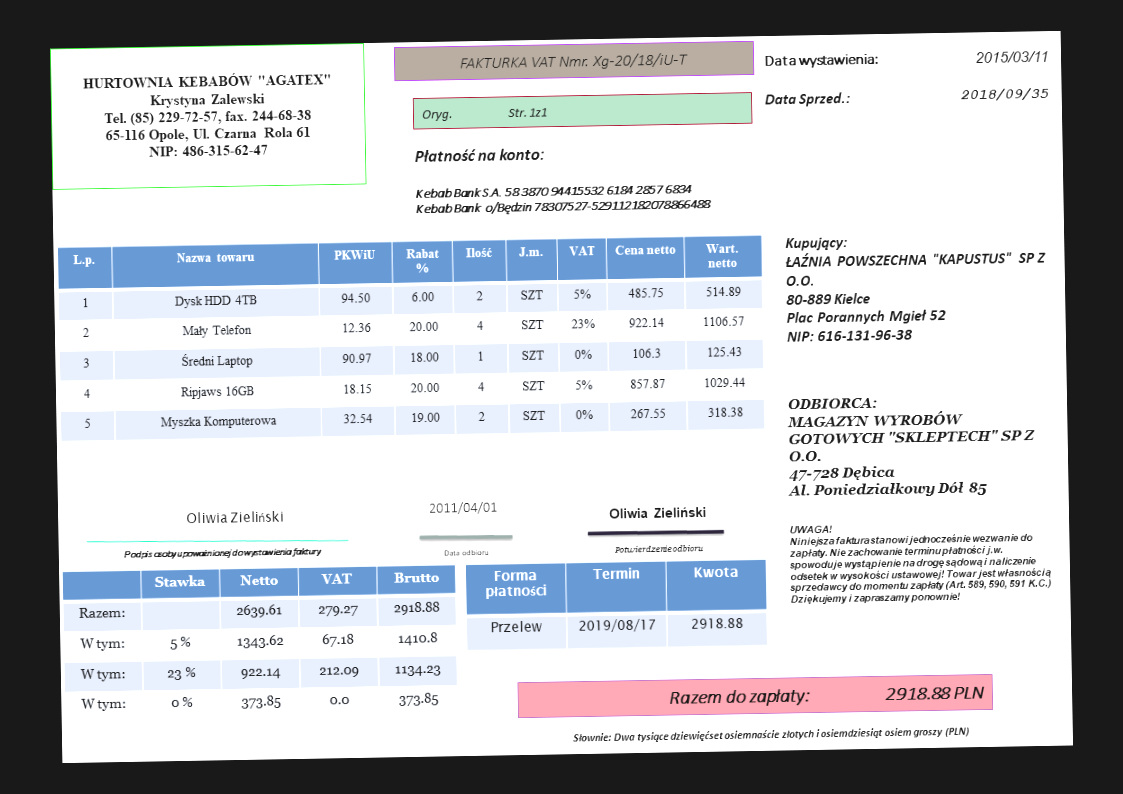 HURTOWNIA KEBABÓW "AGATEX"
Krystyna Zalewski
Tel. (85) 229-72-57, fax. 244-68-38
65-116 Opole, Ul. Czarna Rola 61
NIP: 486-315-62-47
FAKTURKA VAT Nmr. Xg-20/18/iU-T
Oryg. Str. 1z1
Data wystawienia: 2015/03/11
Data Sprzed.: 2018/09/35
Płatność na konto:
Kebab Bank S.A. 58 3870 94415532 6184 2857 6834
Kebab Bank o/Będzin 78307527-529112182078866488
L.p. Nazwa towaru PKWiU Rabat % Ilość J.m. VAT Cena netto Wart. netto
1 Dysk HDD 4TB 94.50 6.00 2 SZT 5% 485.75 514.89
2 Mały Telefon 12.36 20.00 4 SZT 23% 922.14 1106.57
3 Średni Laptop 90.97 18.00 1 SZT 0% 106.3 125.43
4 Ripjaws 16GB 18.15 20.00 4 SZT 5% 857.87 1029.44
5 Myszka Komputerowa 32.54 19.00 2 SZT 0% 267.55 318.38
Kupujący:
ŁAŹNIA POWSZECHNA "KAPUSTUS" SP Z
O.O.
80-889 Kielce
Plac Porannych Mgieł 52
NIP: 616-131-96-38
ODBIORCA:
MAGAZYN WYROBÓW
GOTOWYCH "SKLEPTECH" SP Z
O.O.
47-728 Dębica
Al. Poniedziałkowy Dół 85
Oliwia Zieliński
Podpis osoby upoważnionej do wystawienia faktury
2011/04/01
Data odbioru
Oliwia Zieliński
Potwierdzenie odbioru
UWAGA!
Niniejsza faktura stanowi jednocześnie wezwanie do
zapłaty. Nie zachowanie terminu płatności j.w.
spowoduje wystąpienie na drogę sądową i naliczenie
odsetek w wysokości ustawowej! Towar jest własnością
sprzedawcy do momentu zapłaty (Art. 589, 590, 591 K.C.)
Dziękujemy i zapraszamy ponownie!
Stawka Netto VAT Brutto
Razem: 2639.61 279.27 2918.88
W tym: 5 % 1343.62 67.18 1410.8
W tym: 23 % 922.14 212.09 1134.23
W tym: 0 % 373.85 0.0 373.85
Forma płatności Termin Kwota
Przelew 2019/08/17 2918.88
Razem do zapłaty: 2918.88 PLN
Słownie: Dwa tysiące dziewięćset osiemnaście złotych i osiemdziesiąt osiem groszy (PLN)